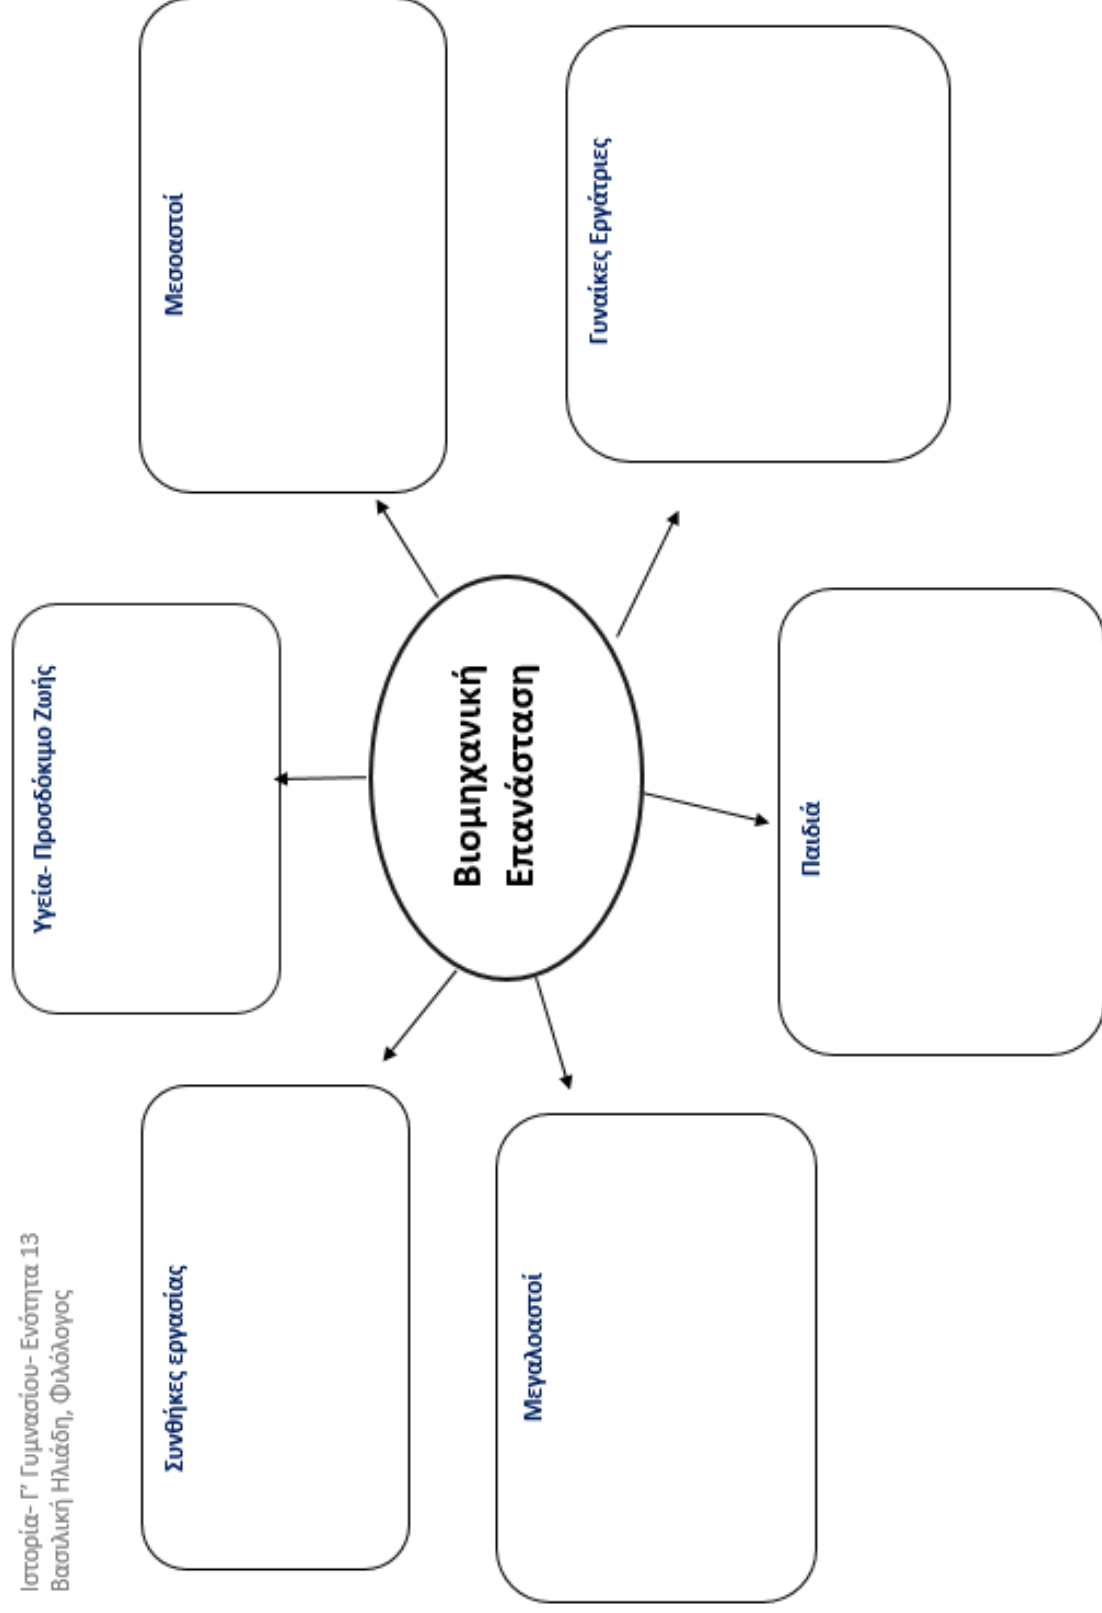 Ιστορία- Γ' Γυμνασίου- Ενότητα 13
Βασιλική Ηλιάδη, Φιλόλογος
Συνθήκες εργασίας
Υγεία- Προσδόκιμο Ζωής
Μεσοαστοί
Βιομηχανική
Επανάσταση
Μεγαλοαστοί
Παιδιά
Γυναίκες Εργάτριες